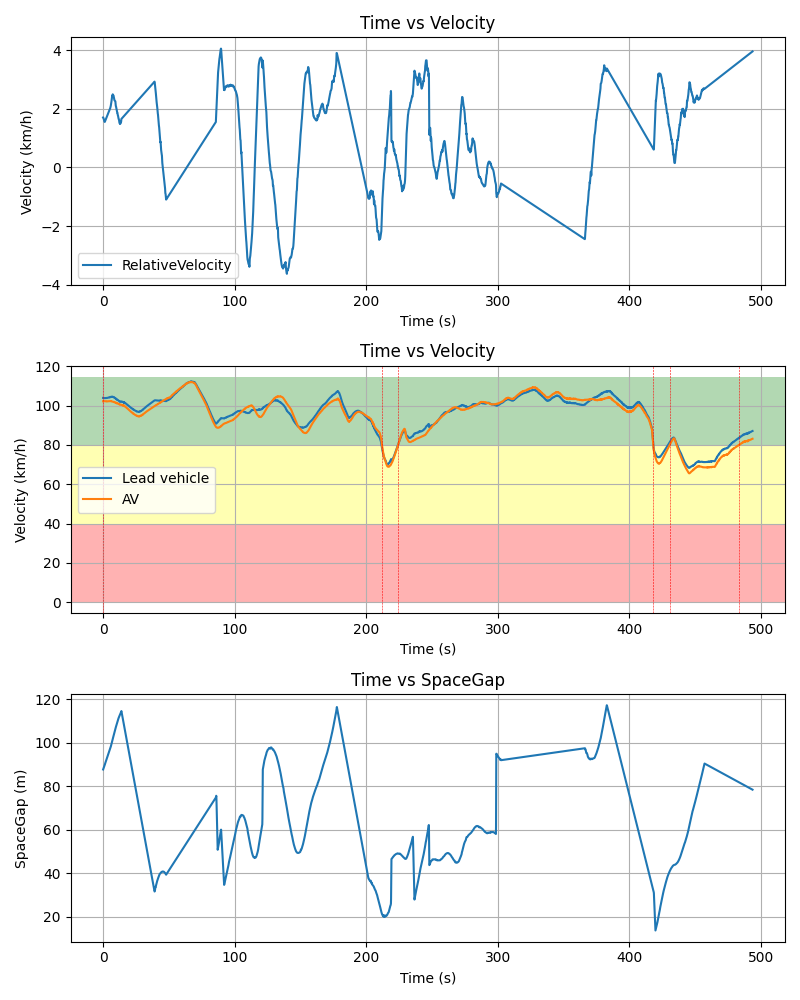 Time vs Velocity
Velocity (km/h)
4
2
0
−2
−4
RelativeVelocity
0 100 200 300 400 500
Time (s)
Time vs Velocity
Velocity (km/h)
120
100
80
60
40
20
0
Lead vehicle
AV
0 100 200 300 400 500
Time (s)
Time vs SpaceGap
SpaceGap (m)
120
100
80
60
40
20
0 100 200 300 400 500
Time (s)